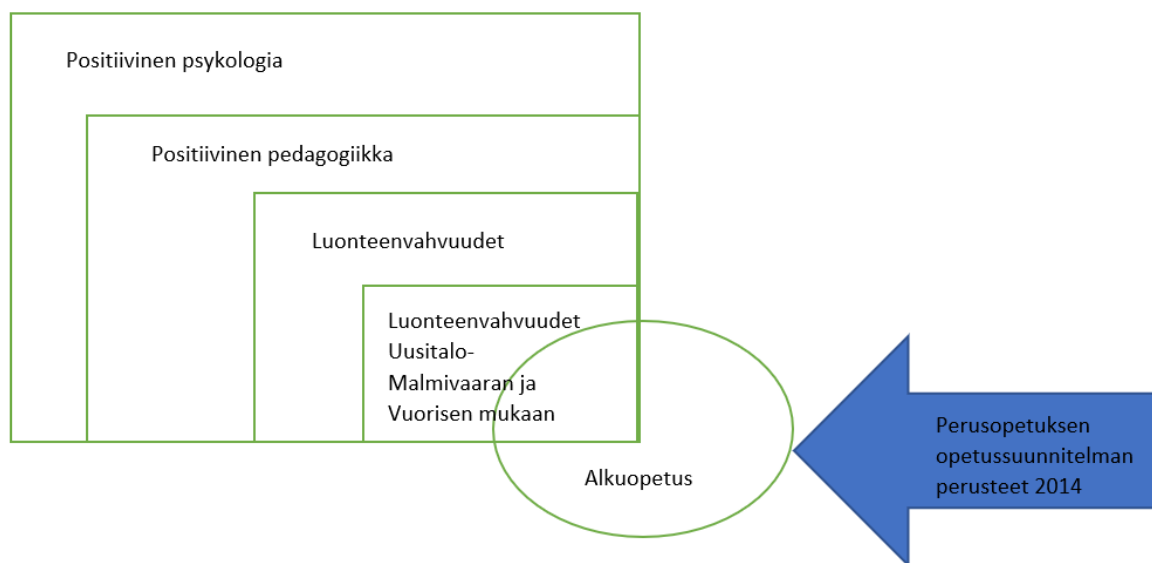 Positiivinen psykologia
Positiivinen pedagogiikka
Luonteenvahvuudet
Luonteenvahvuudet
Uusitalo-
Malmivaaran ja
Vuorisen mukaan
Alkuopetus
Perusopetuksen
opetussuunnitelman
perusteet 2014